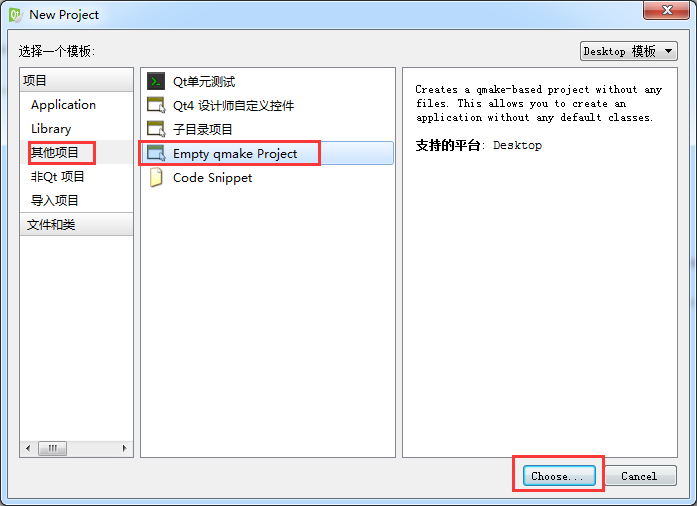 New Project
选择一个模板:
Desktop 模板
项目
Application
Library
其他项目
非Qt 项目
导入项目
文件和类
Qt单元测试
Qt4 设计师自定义控件
子目录项目
Empty qmake Project
Code Snippet
Creates a qmake-based project without any
files. This allows you to create an
application without any default classes.
支持的平台: Desktop
Choose...
Cancel